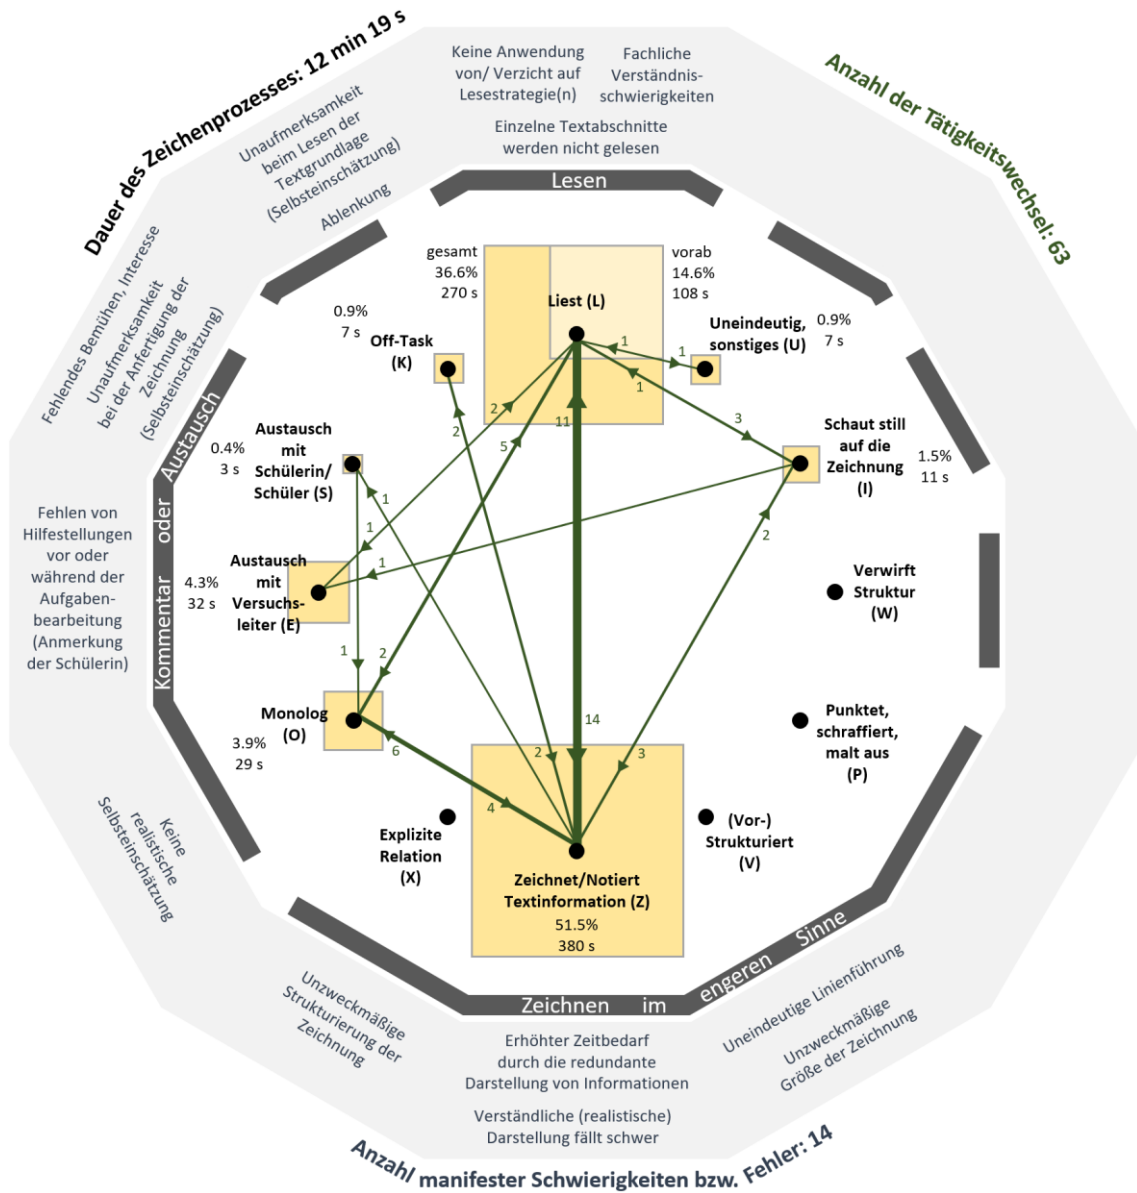 Dauer des Zeichenprozesses: 12 min 19 s
Anzahl der Tätigkeitswechsel: 63
Keine Anwendung
von/ Verzicht auf
Lesestrategie(n)
Fachliche
Verständnis-
schwierigkeiten
Einzelne Textabschnitte
werden nicht gelesen
Unaufmerksamkeit
beim Lesen der
Textgrundlage
(Selbsteinschätzung)
Ablenkung
Fehlendes Bemühen, Interesse
Unaufmerksamkeit
bei der Anfertigung der
Zeichnung
(Selbsteinschätzung)
Fehlen von
Hilfestellungen
vor oder
während der
Aufgaben-
bearbeitung
(Anmerkung
der Schülerin)
Keine
realistische
Selbsteinschätzung
Unzweckmäßige
Strukturierung der
Zeichnung
Erhöhter Zeitbedarf
durch die redundante
Darstellung von Informationen
Verständliche (realistische)
Darstellung fällt schwer
Uneindeutige Linienführung
Unzweckmäßige
Größe der Zeichnung
Anzahl manifester Schwierigkeiten bzw. Fehler: 14
Lesen
Kommentar oder Austausch
Zeichnen im engeren Sinne
gesamt
36.6%
270 s
vorab
14.6%
108 s
Liest (L)
0.9%
7 s
Off-Task
(K)
Uneindeutig,
sonstiges (U)
0.9%
7 s
Austausch
mit
Schülerin/
Schüler (S)
0.4%
3 s
Schaut still
auf die
Zeichnung
(I)
1.5%
11 s
Austausch
mit
Versuchs-
leiter (E)
4.3%
32 s
Verwirft
Struktur
(W)
Monolog
(O)
3.9%
29 s
Punktet,
schraffiert,
malt aus
(P)
Explizite
Relation
(X)
(Vor-)
Strukturiert
(V)
Zeichnet/Notiert
Textinformation (Z)
51.5%
380 s
1
1
1
3
2
5
2
11
1
1
1
2
1
2
14
2
3
6
4